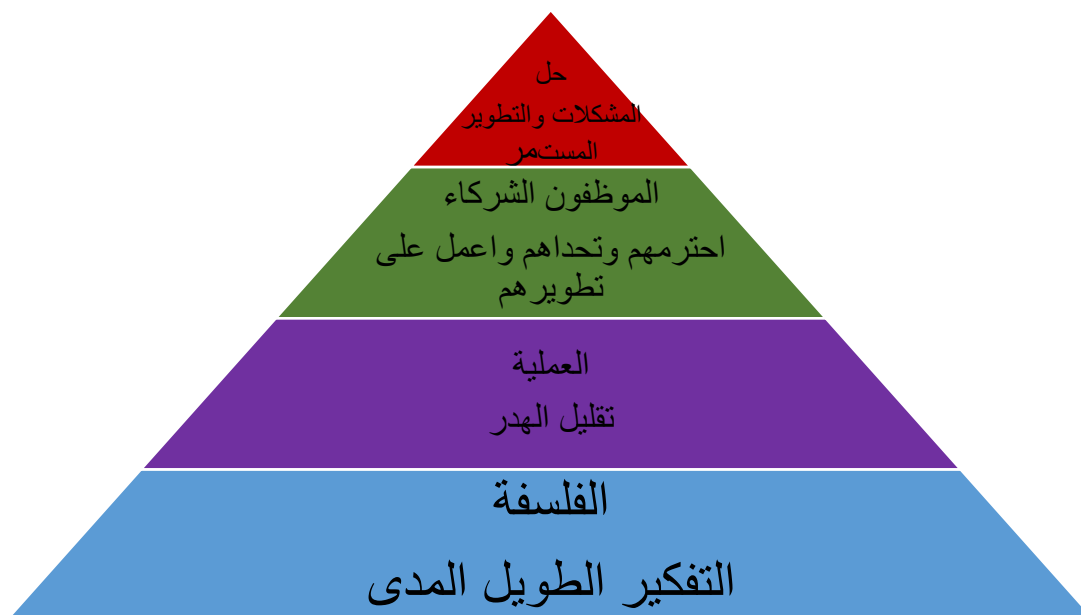 حل
المشكلات والتطوير
المستمر
الموظفون الشركاء
احترمهم وتحداهم واعمل على
تطويرهم
العملية
تقليل الهدر
الفلسفة
التفكير الطويل المدى